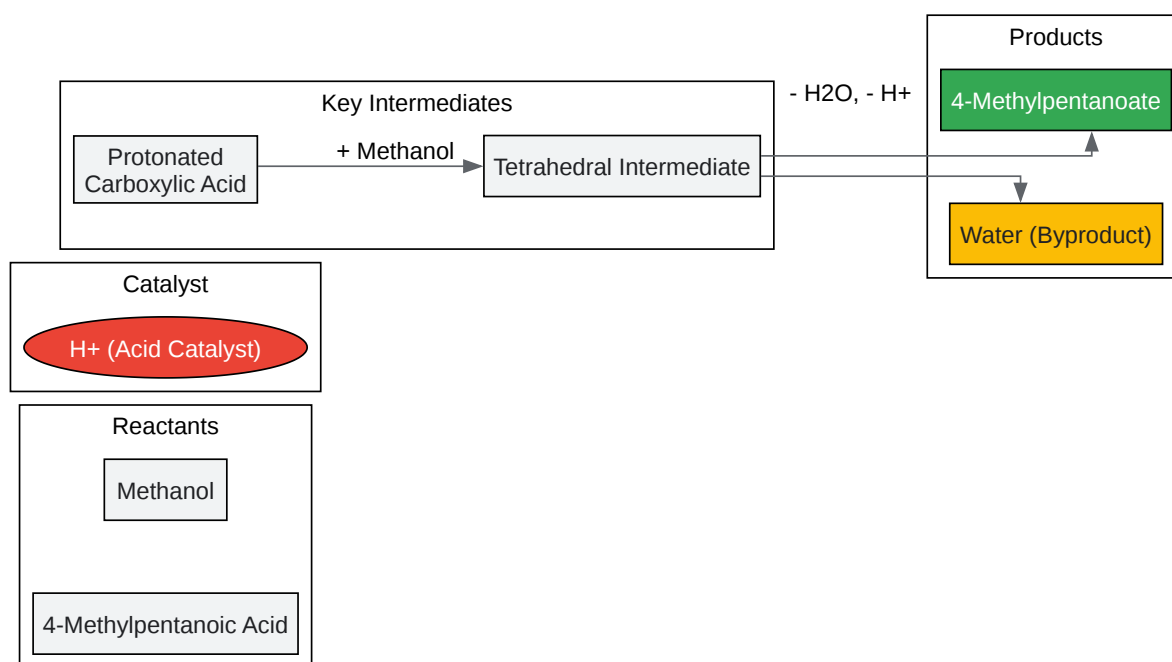 Products
4-Methylpentanoate
- H2O, - H+
Key Intermediates
Protonated
Carboxylic Acid
+ Methanol
Tetrahedral Intermediate
Water (Byproduct)
Catalyst
H+ (Acid Catalyst)
Reactants
Methanol
4-Methylpentanoic Acid